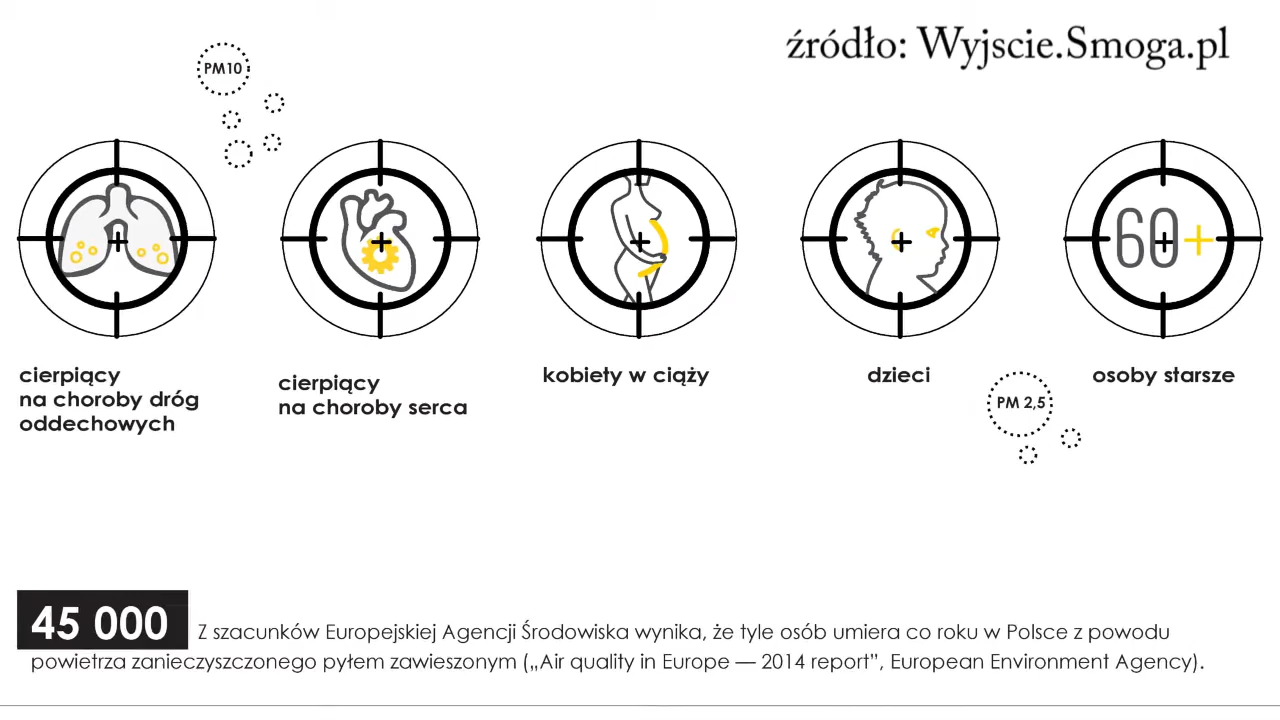 źródło: Wyjscie.Smoga.pl
PM10
60+
cierpiący
na choroby dróg
oddechowych
cierpiący
na choroby serca
kobiety w ciąży
dzieci
osoby starsze
PM 2,5
45 000 Z szacunków Europejskiej Agencji Środowiska wynika, że tyle osób umiera co roku w Polsce z powodu
powietrza zanieczyszczonego pyłem zawieszonym („Air quality in Europe — 2014 report”, European Environment Agency).